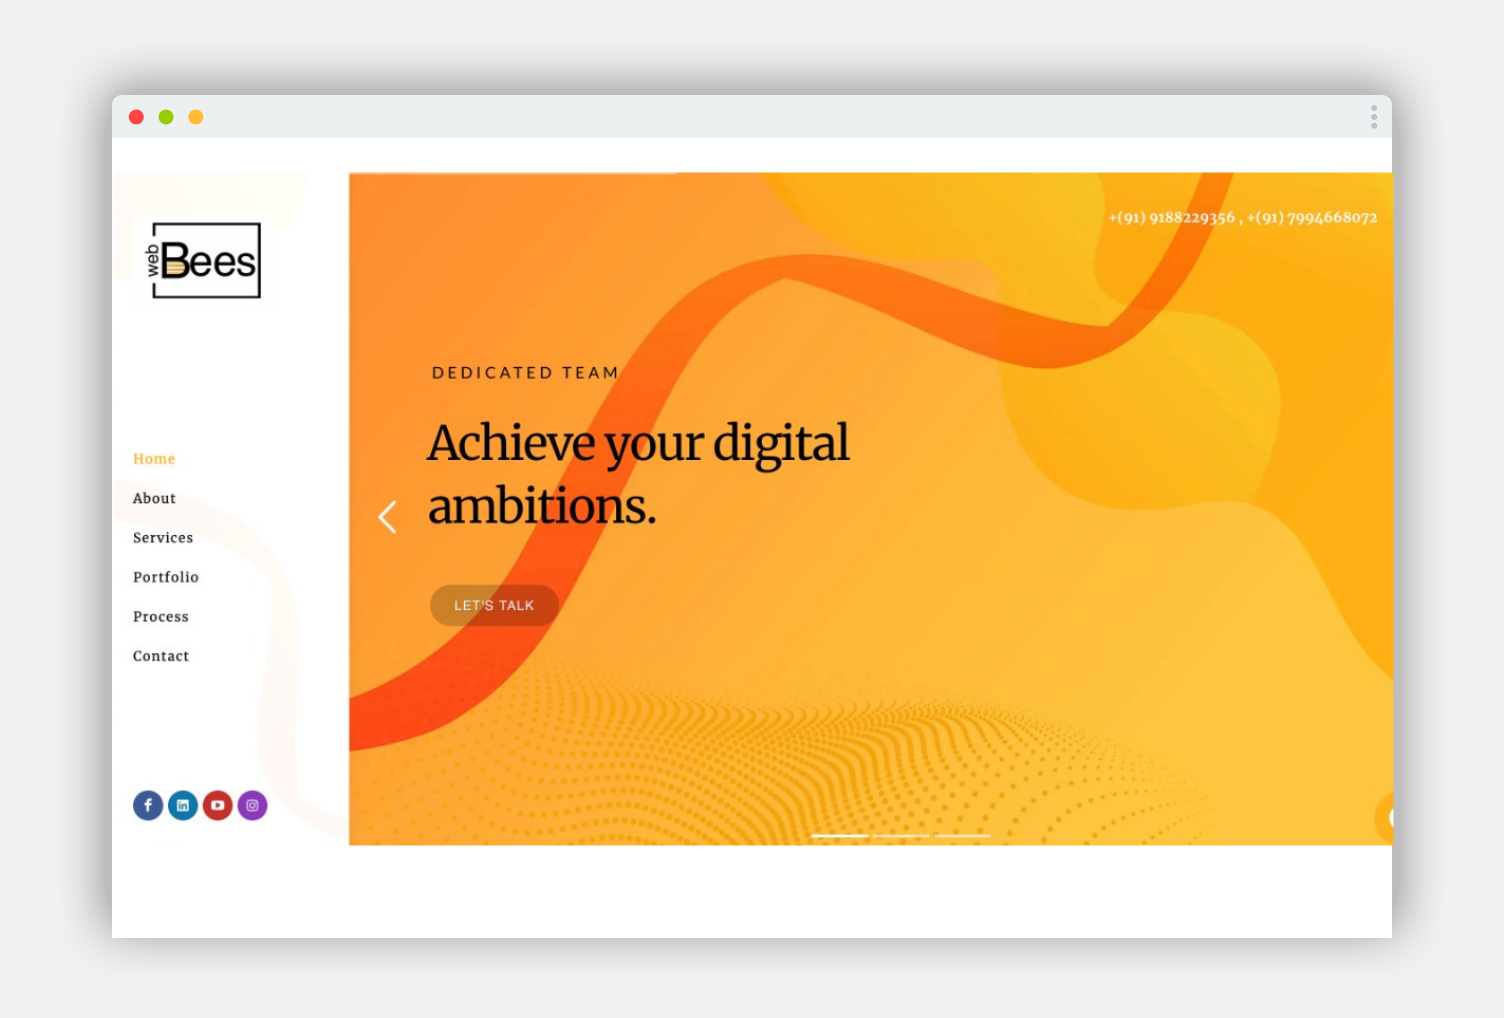 web
Bees
Home
About
Services
Portfolio
Process
Contact
+(91) 9188229356 , +(91) 7994668072
DEDICATED TEAM
Achieve your digital
ambitions.
LET'S TALK